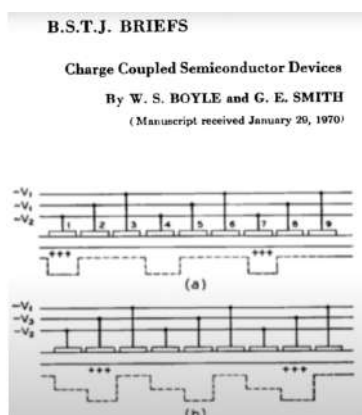 B.S.T.J. BRIEFS
Charge Coupled Semiconductor Devices
By W. S. BOYLE and G. E. SMITH
(Manuscript received January 29, 1970)
-V₁
-V₁
-V₂
1 2 3 4 5 6 7 8 9
+++ +++
(a)
-V₁
-V₃
-V₂
+++ +++
(b)